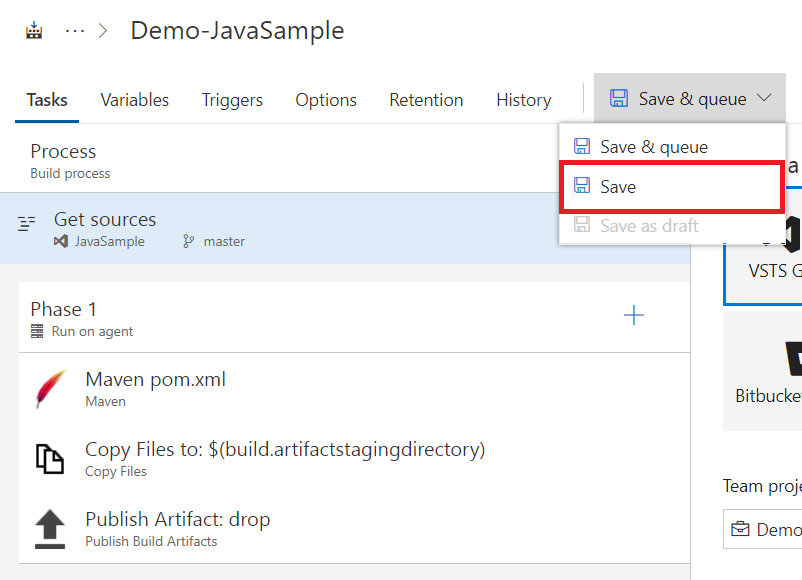 ··· > Demo-JavaSample
Tasks Variables Triggers Options Retention History Save & queue
Save & queue
Save
Save as draft
Process
Build process
Get sources
JavaSample master
Phase 1
Run on agent
Maven pom.xml
Maven
Copy Files to: $(build.artifactstagingdirectory)
Copy Files
Publish Artifact: drop
Publish Build Artifacts
a
VSTS G
Bitbucke
Team proje
Demo